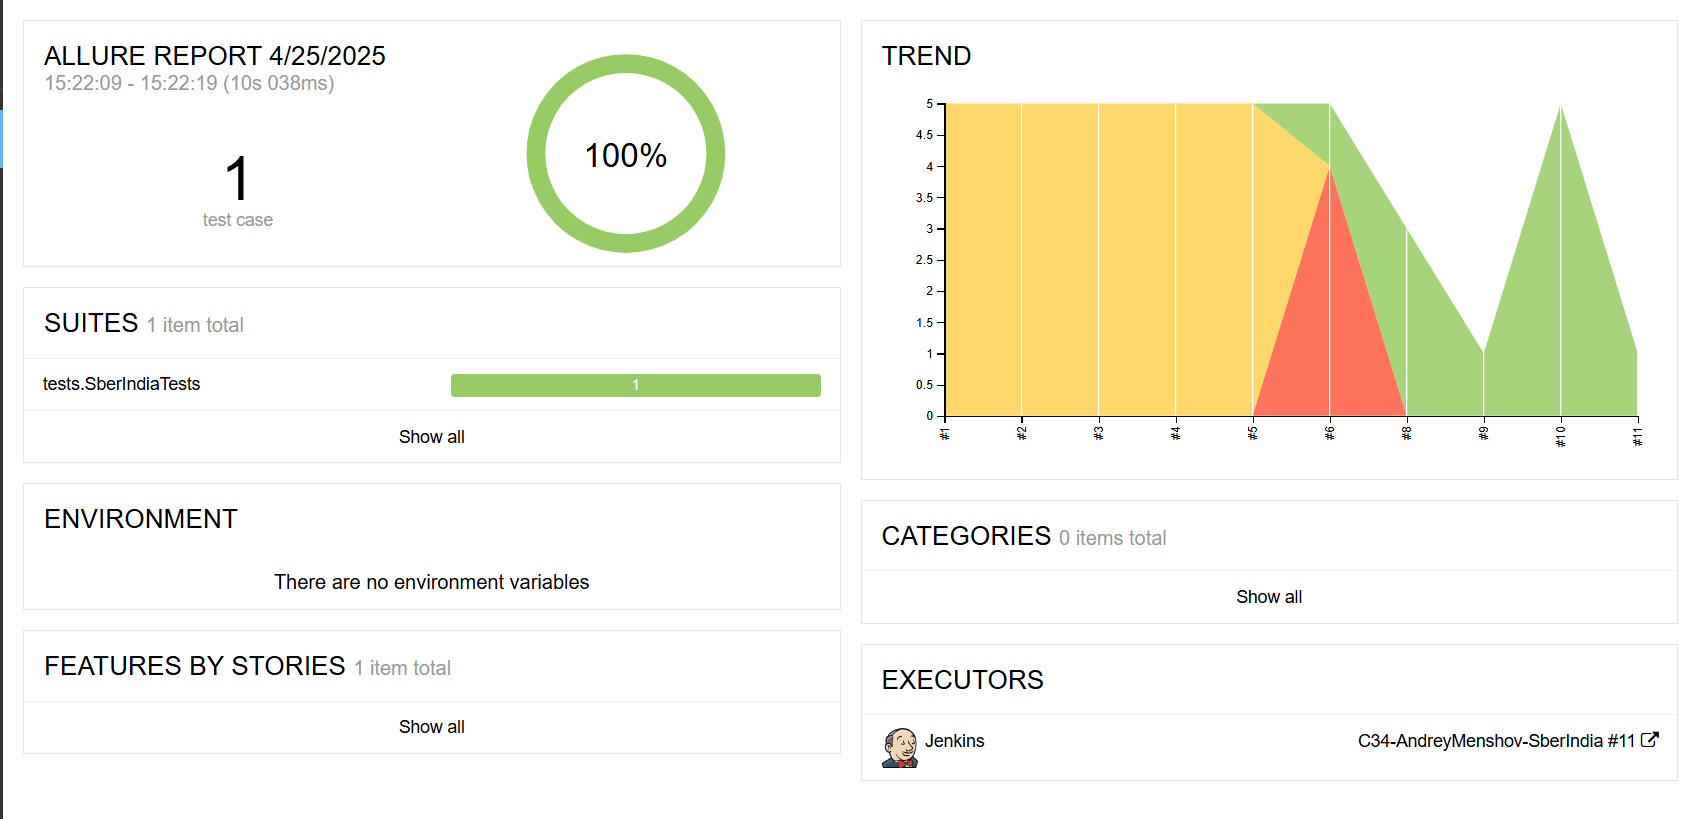 ALLURE REPORT 4/25/2025
15:22:09 - 15:22:19 (10s 038ms)
1
test case
100%
SUITES 1 item total
tests.SberIndiaTests
1
Show all
ENVIRONMENT
There are no environment variables
FEATURES BY STORIES 1 item total
Show all
TREND
5
4.5
4
3.5
3
2.5
2
1.5
1
0.5
0
#1
#2
#3
#4
#5
#6
#8
#9
#10
#11
CATEGORIES 0 items total
Show all
EXECUTORS
Jenkins
C34-AndreyMenshov-SberIndia #11